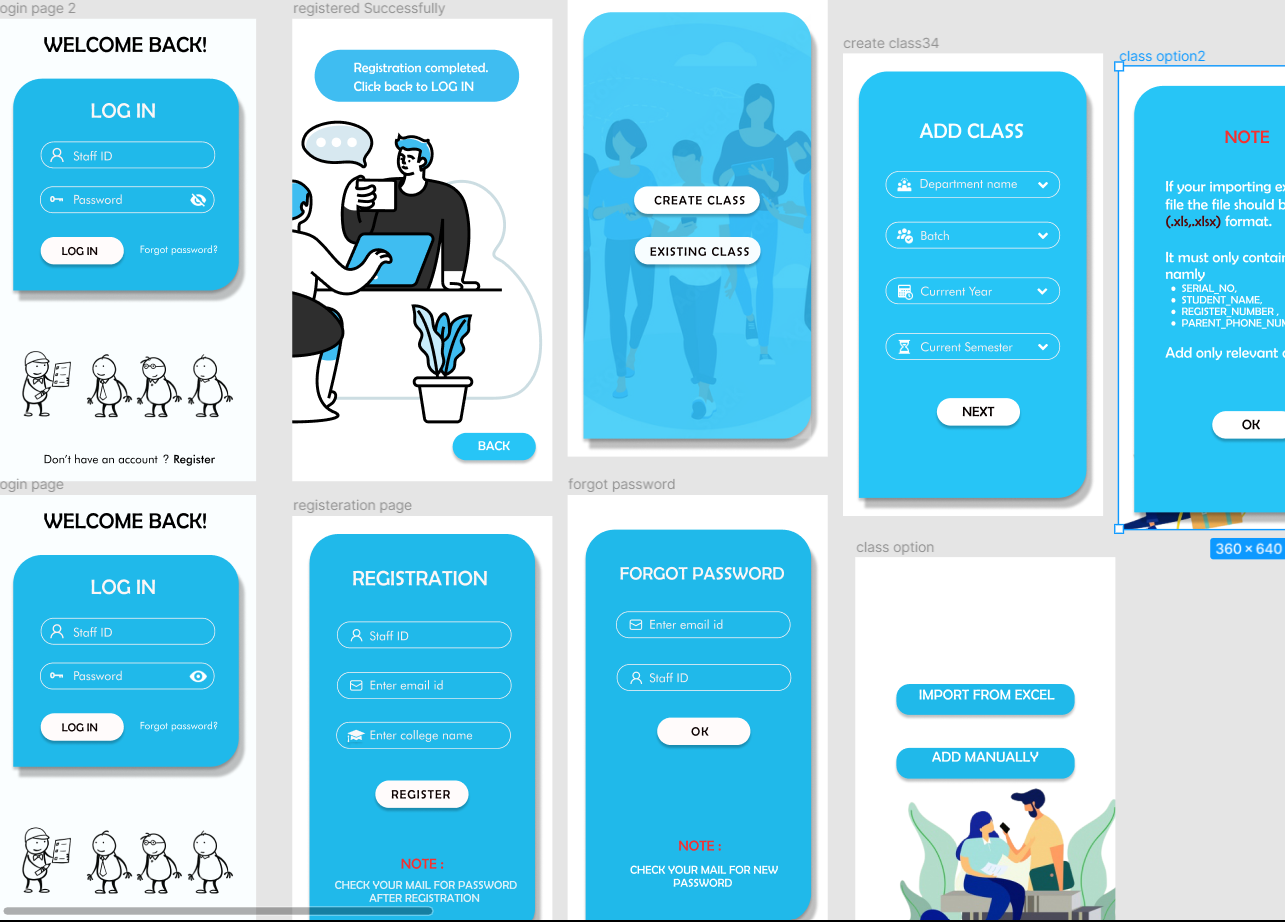 ogin page 2
WELCOME BACK!
LOG IN
Staff ID
Password
LOG IN
Forgot password?
Don't have an account ? Register
registered Successfully
Registration completed.
Click back to LOG IN
BACK
CREATE CLASS
EXISTING CLASS
create class34
ADD CLASS
Department name
Batch
Currrent Year
Current Semester
NEXT
class option2
NOTE
If your importing ex
file the file should b
(.xls,.xlsx) format.
It must only contain
namly
• SERIAL_NO,
• STUDENT_NAME,
• REGISTER_NUMBER ,
• PARENT_PHONE_NUM
Add only relevant
OK
360 × 640
ogin page
WELCOME BACK!
LOG IN
Staff ID
Password
LOG IN
Forgot password?
registeration page
REGISTRATION
Staff ID
Enter email id
Enter college name
REGISTER
NOTE :
CHECK YOUR MAIL FOR PASSWORD
AFTER REGISTRATION
forgot password
FORGOT PASSWORD
Enter email id
Staff ID
OK
NOTE :
CHECK YOUR MAIL FOR NEW
PASSWORD
class option
IMPORT FROM EXCEL
ADD MANUALLY